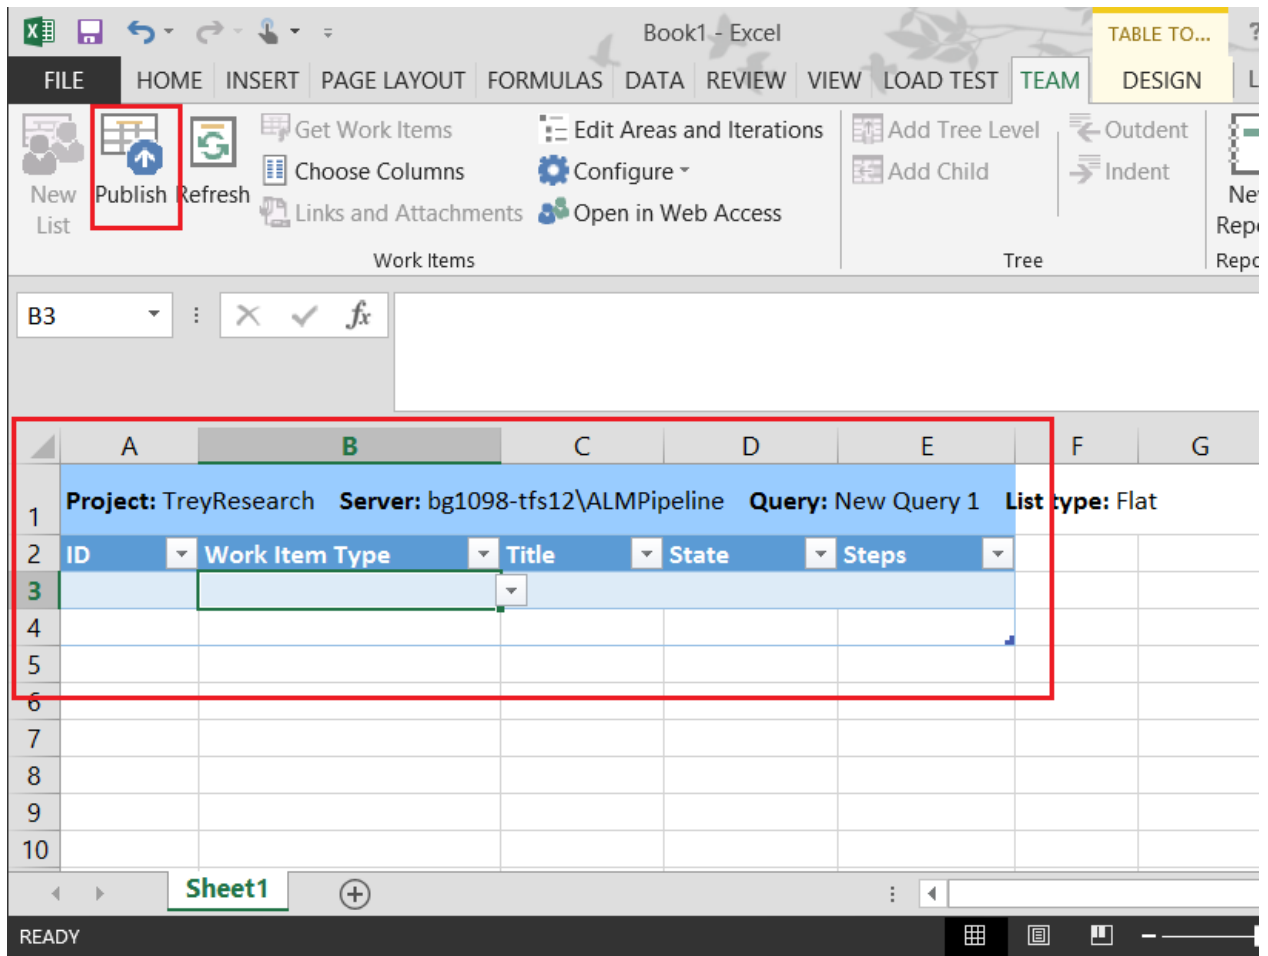 Book1 - Excel
TABLE TO... ?
FILE HOME INSERT PAGE LAYOUT FORMULAS DATA REVIEW VIEW LOAD TEST TEAM DESIGN L
Get Work Items Edit Areas and Iterations Add Tree Level Outdent
Choose Columns Configure Add Child Indent
New List Publish Refresh
Links and Attachments Open in Web Access
Work Items Tree
B3 fx
A B C D E F G
1 Project: TreyResearch Server: bg1098-tfs12\ALMPipeline Query: New Query 1 List type: Flat
2 ID Work Item Type Title State Steps
3
4
5
6
7
8
9
10
Sheet1
READY